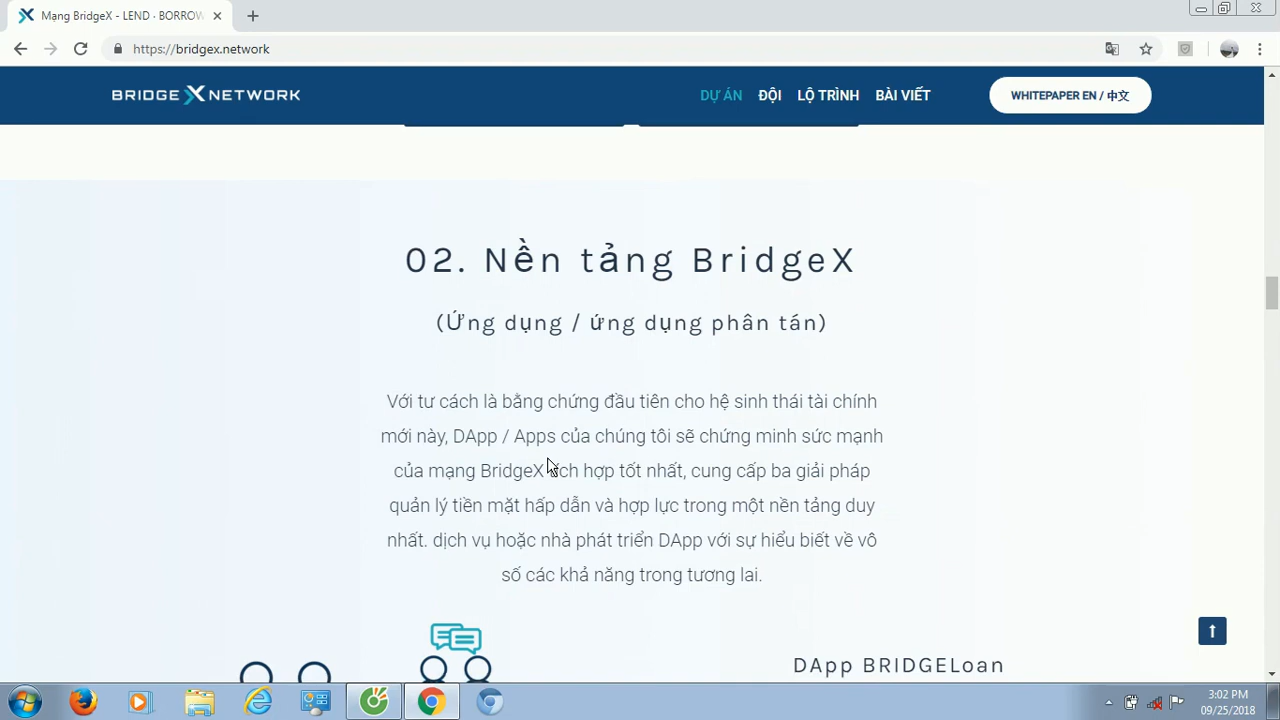 Mạng BridgeX - LEND · BORROW
https://bridgex.network
BRIDGE X NETWORK
DỰ ÁN
ĐỘI
LỘ TRÌNH
BÀI VIẾT
WHITEPAPER EN / 中文
02. Nền tảng BridgeX
(Ứng dụng / ứng dụng phân tán)
Với tư cách là bằng chứng đầu tiên cho hệ sinh thái tài chính
mới này, DApp / Apps của chúng tôi sẽ chứng minh sức mạnh
của mạng BridgeX hợp tốt nhất, cung cấp ba giải pháp
quản lý tiền mặt hấp dẫn và hợp lực trong một nền tảng duy
nhất. dịch vụ hoặc nhà phát triển DApp với sự hiểu biết về vô
số các khả năng trong tương lai.
DApp BRIDGELoan
3:02 PM
09/25/2018